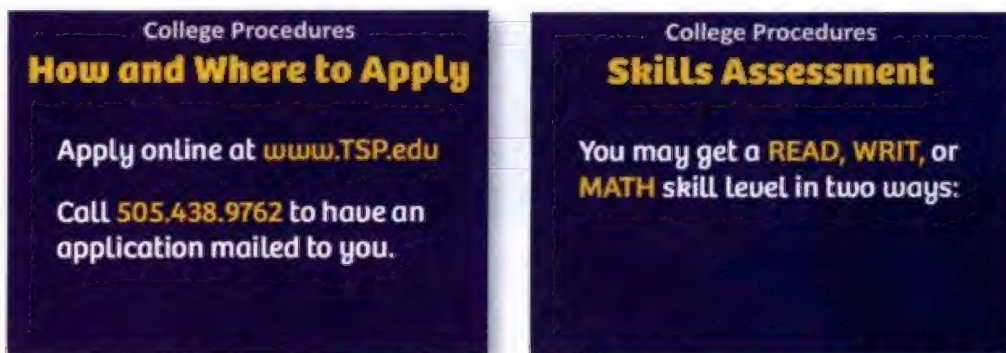 College Procedures
How and Where to Apply
Apply online at www.TSP.edu
Call 505.438.9762 to have an
application mailed to you.
College Procedures
Skills Assessment
You may get a READ, WRIT, or
MATH skill level in two ways: